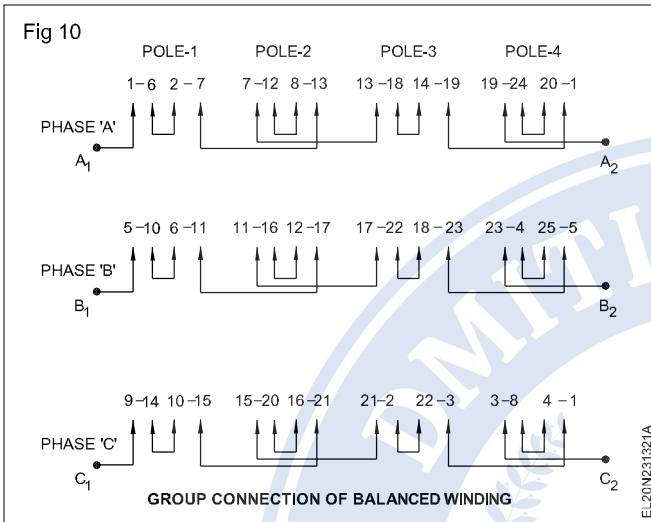 Fig 10
POLE-1 POLE-2 POLE-3 POLE-4
1–6 2–7 7–12 8–13 13–18 14–19 19–24 20–1
PHASE 'A'
A1 A2
5–10 6–11 11–16 12–17 17–22 18–23 23–4 25–5
PHASE 'B'
B1 B2
9–14 10–15 15–20 16–21 21–2 22–3 3–8 4–1
PHASE 'C'
C1 C2
GROUP CONNECTION OF BALANCED WINDING
EL20N231321A
DMITI